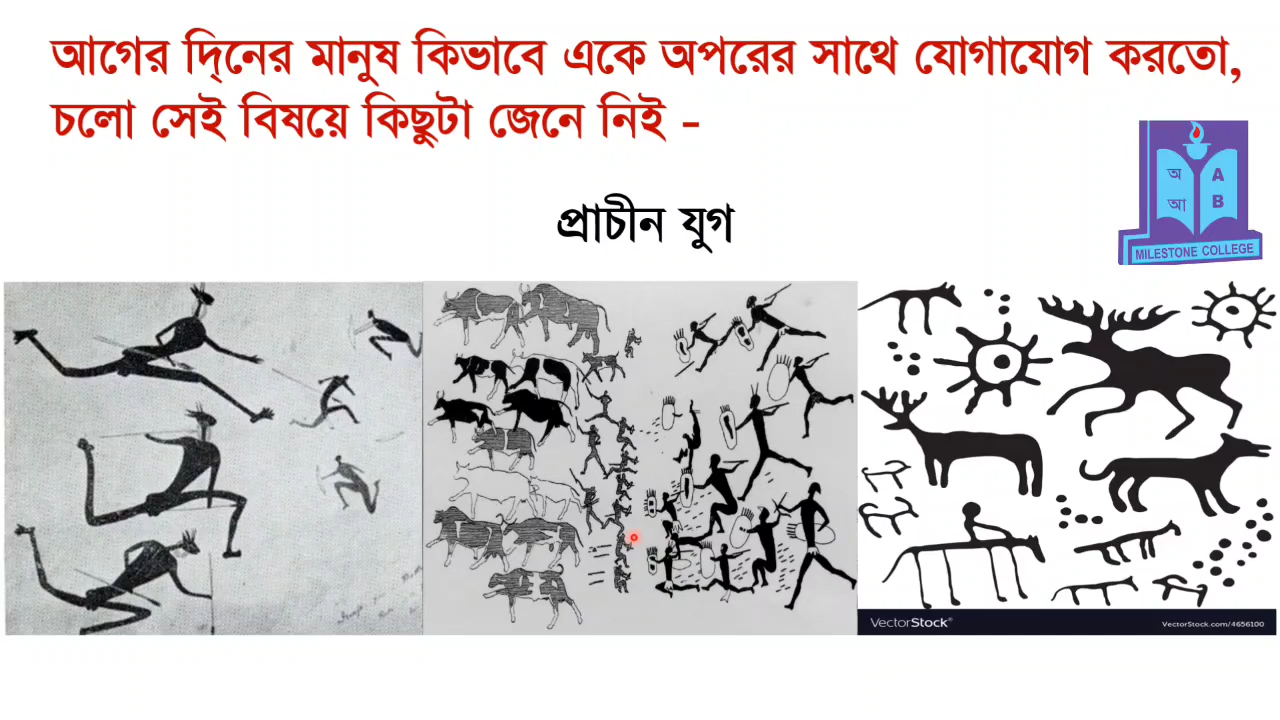 আগের দি্নের মানুষ কিভাবে একে অপরের সাথে যোগাযোগ করতো,
চলো সেই বিষয়ে কিছুটা জেনে নিই -
প্রাচীন যুগ
অ A
আ B
MILESTONE COLLEGE
VectorStock® VectorStock.com/4656100